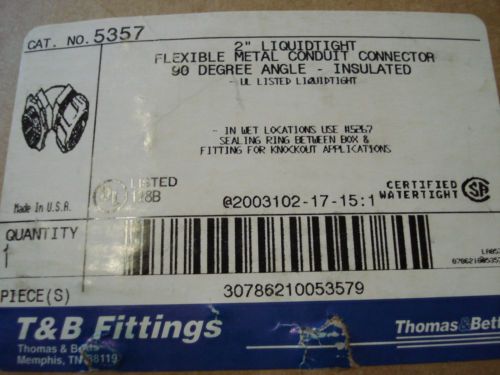 CAT. NO. 5357
2" LIQUIDTIGHT
FLEXIBLE METAL CONDUIT CONNECTOR
90 DEGREE ANGLE - INSULATED
- UL LISTED LIQUIDTIGHT
- IN WET LOCATIONS USE #5267
SEALING RING BETWEEN BOX &
FITTING FOR KNOCKOUT APPLICATIONS
UL LISTED
Made In U.S.A.
@2003102-17-15:1
CERTIFIED
WATERTIGHT SA
QUANTITY
1
PIECE(S)
30786210053579
T&B Fittings
Thomas & Betts
Memphis, TN 38119
Thomas&Betts